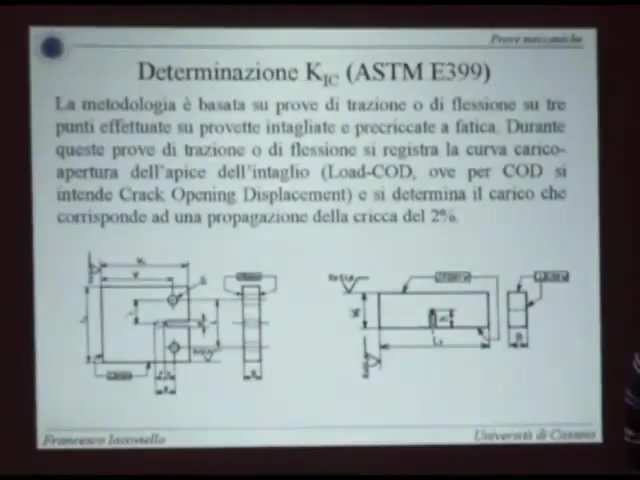 Prove meccaniche
Determinazione KIC (ASTM E399)
La metodologia è basata su prove di trazione o di flessione su tre
punti effettuate su provette intagliate e precriccate a fatica. Durante
queste prove di trazione o di flessione si registra la curva carico-
apertura dell'apice dell'intaglio (Load-COD, ove per COD si
intende Crack Opening Displacement) e si determina il carico che
corrisponde ad una propagazione della cricca del 2%.
Francesco Iacoviello
Università di Cassino